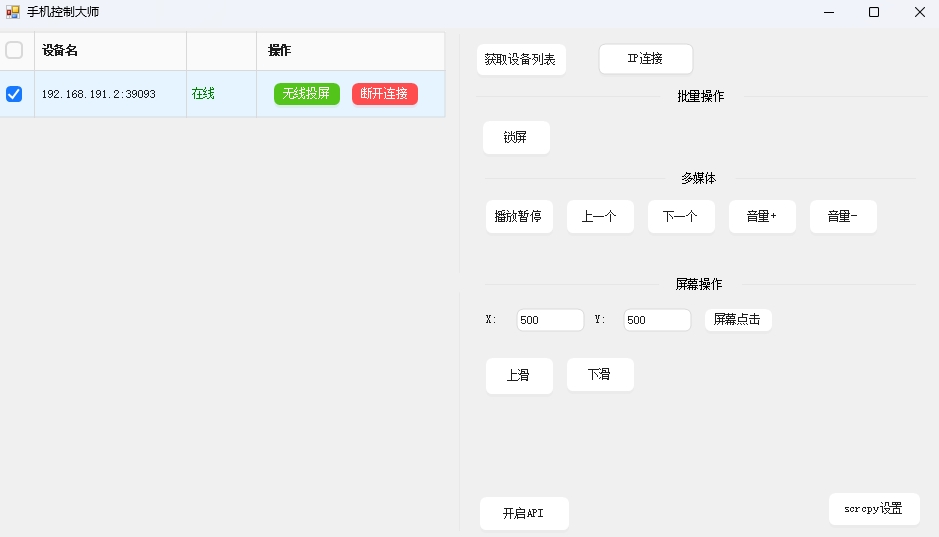 手机控制大师
设备名 操作
192.168.191.2:39093 在线 无线投屏 断开连接
获取设备列表 IP连接
批量操作
锁屏
多媒体
播放暂停 上一个 下一个 音量+ 音量-
屏幕操作
X: 500 Y: 500 屏幕点击
上滑 下滑
开启API scrcpy设置